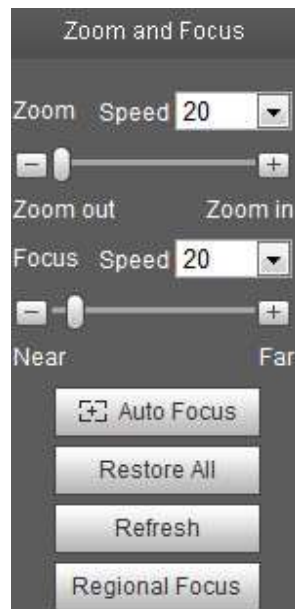 Zoom and Focus
Zoom Speed 20
Zoom out Zoom in
Focus Speed 20
Near Far
Auto Focus
Restore All
Refresh
Regional Focus